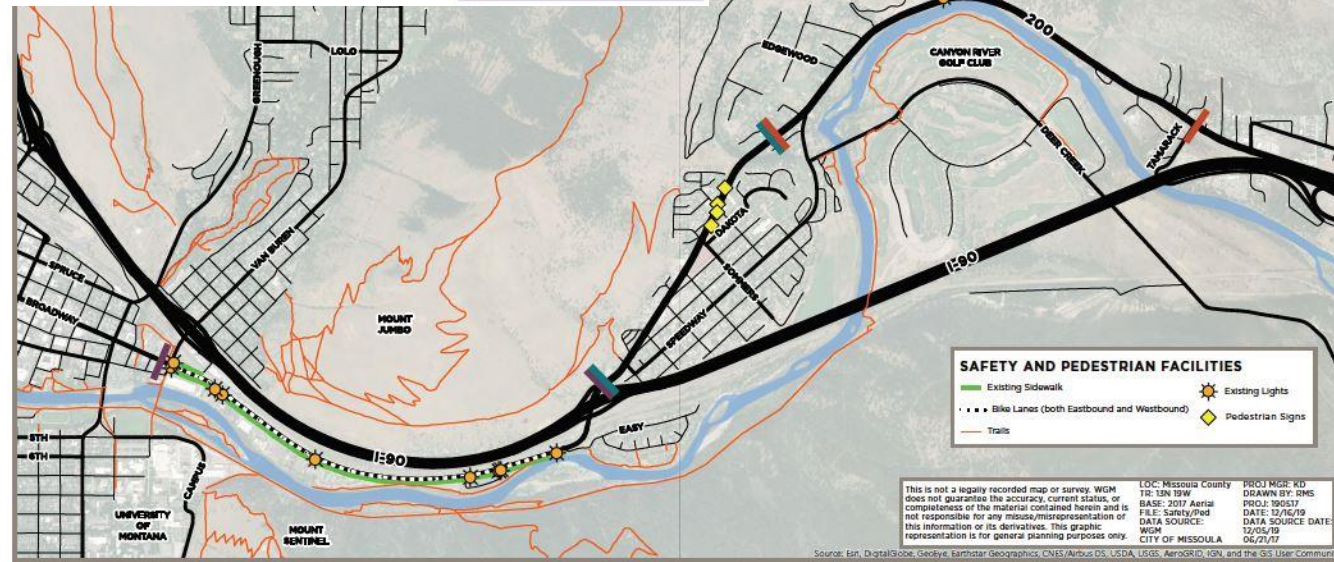 200
EDGEWOOD
CANYON RIVER
GOLF CLUB
LOLO
GREENOUGH
TAMARACK
DEER CREEK
DAKOTA
VAN BUREN
SPRUCE
SOMMERS
I-90
BROADWAY
MOUNT
JUMBO
SPEEDWAY
SAFETY AND PEDESTRIAN FACILITIES
Existing Sidewalk
Existing Lights
Bike Lanes (both Eastbound and Westbound)
Pedestrian Signs
Trails
EASY
5TH
6TH
I-90
CAMPUS
UNIVERSITY
OF
MONTANA
MOUNT
SENTINEL
This is not a legally recorded map or survey. WGM
does not guarantee the accuracy, current status, or
completeness of the material contained herein and is
not responsible for any misuse/misrepresentation of
this information or its derivatives. This graphic
representation is for general planning purposes only.
LOC: Missoula County
TR: 13N 19W
BASE: 2017 Aerial
FILE: Safety/Ped
DATA SOURCE:
WGM
CITY OF MISSOULA
PROJ MGR: KD
DRAWN BY: RMS
PROJ: 190517
DATE: 12/16/19
DATA SOURCE DATE:
12/05/19
06/21/17
Source: Esri, DigitalGlobe, GeoEye, Earthstar Geographics, CNES/Airbus DS, USDA, USGS, AeroGRID, IGN, and the GIS User Commun